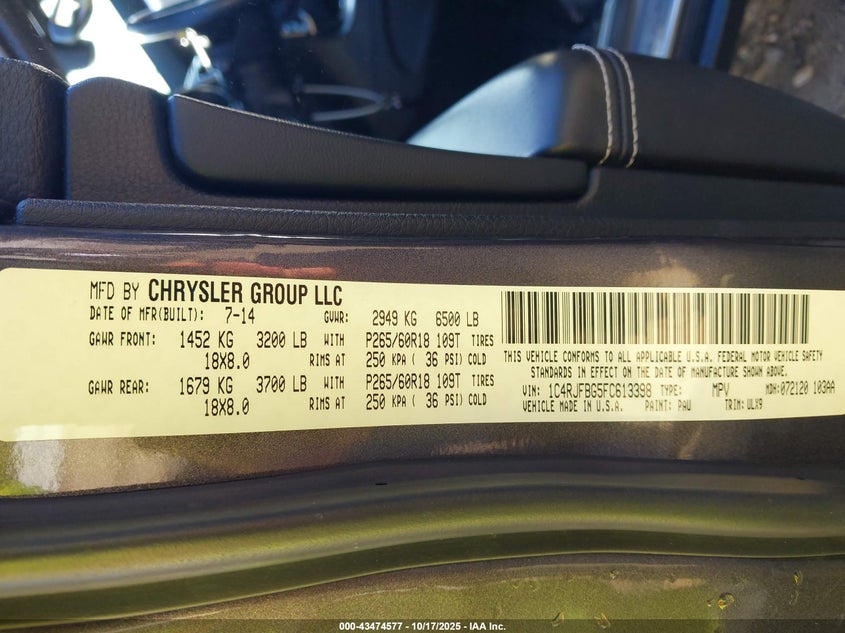 MFD BY CHRYSLER GROUP LLC
DATE OF MFR(BUILT): 7-14 GVWR: 2949 KG 6500 LB
GAWR FRONT: 1452 KG 3200 LB WITH P265/60R18 109T TIRES
18X8.0 RIMS AT 250 KPA ( 36 PSI) COLD
GAWR REAR: 1679 KG 3700 LB WITH P265/60R18 109T TIRES
18X8.0 RIMS AT 250 KPA ( 36 PSI) COLD
THIS VEHICLE CONFORMS TO ALL APPLICABLE U.S.A. FEDERAL MOTOR VEHICLE SAFETY
STANDARDS IN EFFECT ON THE DATE OF MANUFACTURE SHOWN ABOVE.
VIN: 1C4RJFBG5FC613398 TYPE: MPV MDH:072120 103AA
VEHICLE MADE IN U.S.A. PAINT: PAU TRIM: ULX9
000-43474577 - 10/17/2025 - IAA Inc.